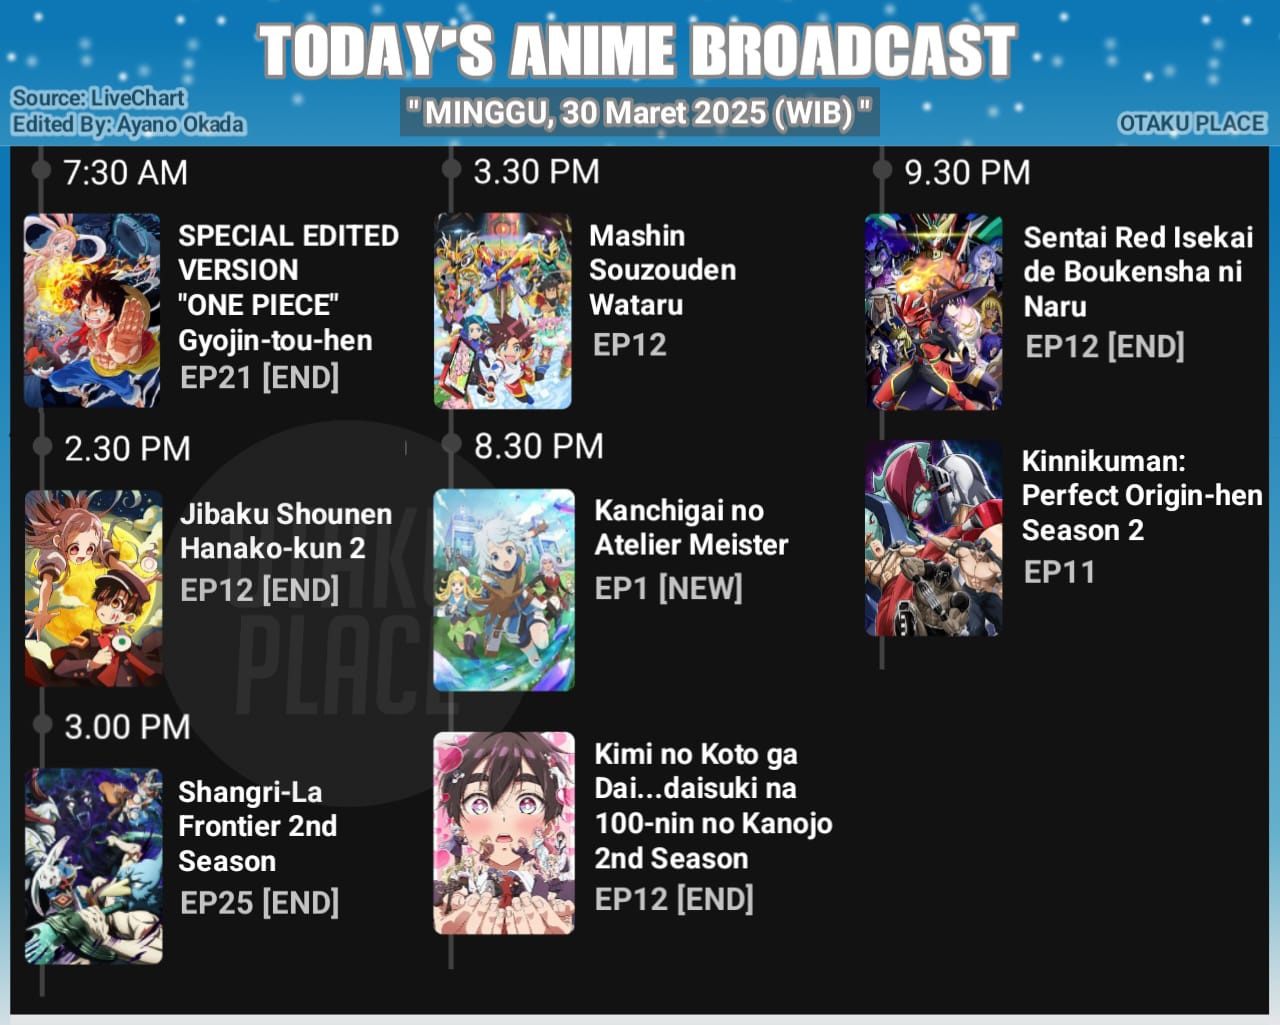 TODAY'S ANIME BROADCAST
" MINGGU, 30 Maret 2025 (WIB) "
Source: LiveChart
Edited By: Ayano Okada
OTAKU PLACE
7:30 AM
SPECIAL EDITED
VERSION
"ONE PIECE"
Gyojin-tou-hen
EP21 [END]
2.30 PM
Jibaku Shounen
Hanako-kun 2
EP12 [END]
3.00 PM
Shangri-La
Frontier 2nd
Season
EP25 [END]
3.30 PM
Mashin
Souzouden
Wataru
EP12
8.30 PM
Kanchigai no
Atelier Meister
EP1 [NEW]
Kimi no Koto ga
Dai...daisuki na
100-nin no Kanojo
2nd Season
EP12 [END]
9.30 PM
Sentai Red Isekai
de Boukensha ni
Naru
EP12 [END]
Kinnikuman:
Perfect Origin-hen
Season 2
EP11
OTAKU
PLACE